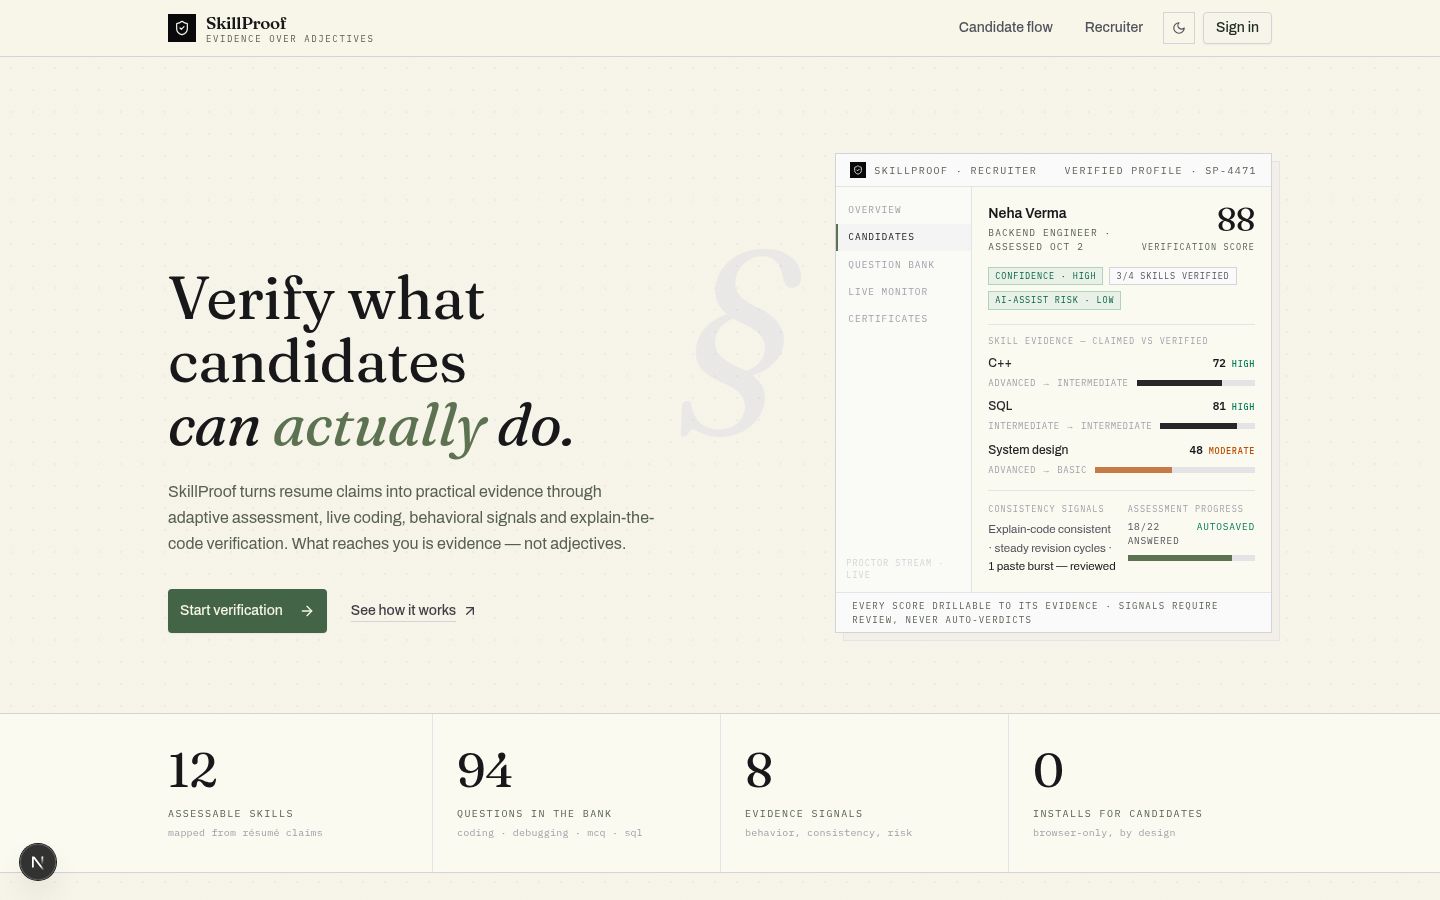 SkillProof
EVIDENCE OVER ADJECTIVES
Candidate flow
Recruiter
Sign in
§
Verify what
candidates
can actually do.
SkillProof turns resume claims into practical evidence through
adaptive assessment, live coding, behavioral signals and explain-the-
code verification. What reaches you is evidence — not adjectives.
Start verification →
See how it works ↗
SKILLPROOF · RECRUITER
VERIFIED PROFILE · SP-4471
OVERVIEW
CANDIDATES
QUESTION BANK
LIVE MONITOR
CERTIFICATES
PROCTOR STREAM ·
LIVE
Neha Verma
BACKEND ENGINEER ·
ASSESSED OCT 2
88
VERIFICATION SCORE
CONFIDENCE · HIGH
3/4 SKILLS VERIFIED
AI-ASSIST RISK · LOW
SKILL EVIDENCE — CLAIMED VS VERIFIED
C++
72 HIGH
ADVANCED → INTERMEDIATE
SQL
81 HIGH
INTERMEDIATE → INTERMEDIATE
System design
48 MODERATE
ADVANCED → BASIC
CONSISTENCY SIGNALS
Explain-code consistent
· steady revision cycles ·
1 paste burst — reviewed
ASSESSMENT PROGRESS
18/22
ANSWERED
AUTOSAVED
EVERY SCORE DRILLABLE TO ITS EVIDENCE · SIGNALS REQUIRE
REVIEW, NEVER AUTO-VERDICTS
12
ASSESSABLE SKILLS
mapped from résumé claims
94
QUESTIONS IN THE BANK
coding · debugging · mcq · sql
8
EVIDENCE SIGNALS
behavior, consistency, risk
0
INSTALLS FOR CANDIDATES
browser-only, by design
N